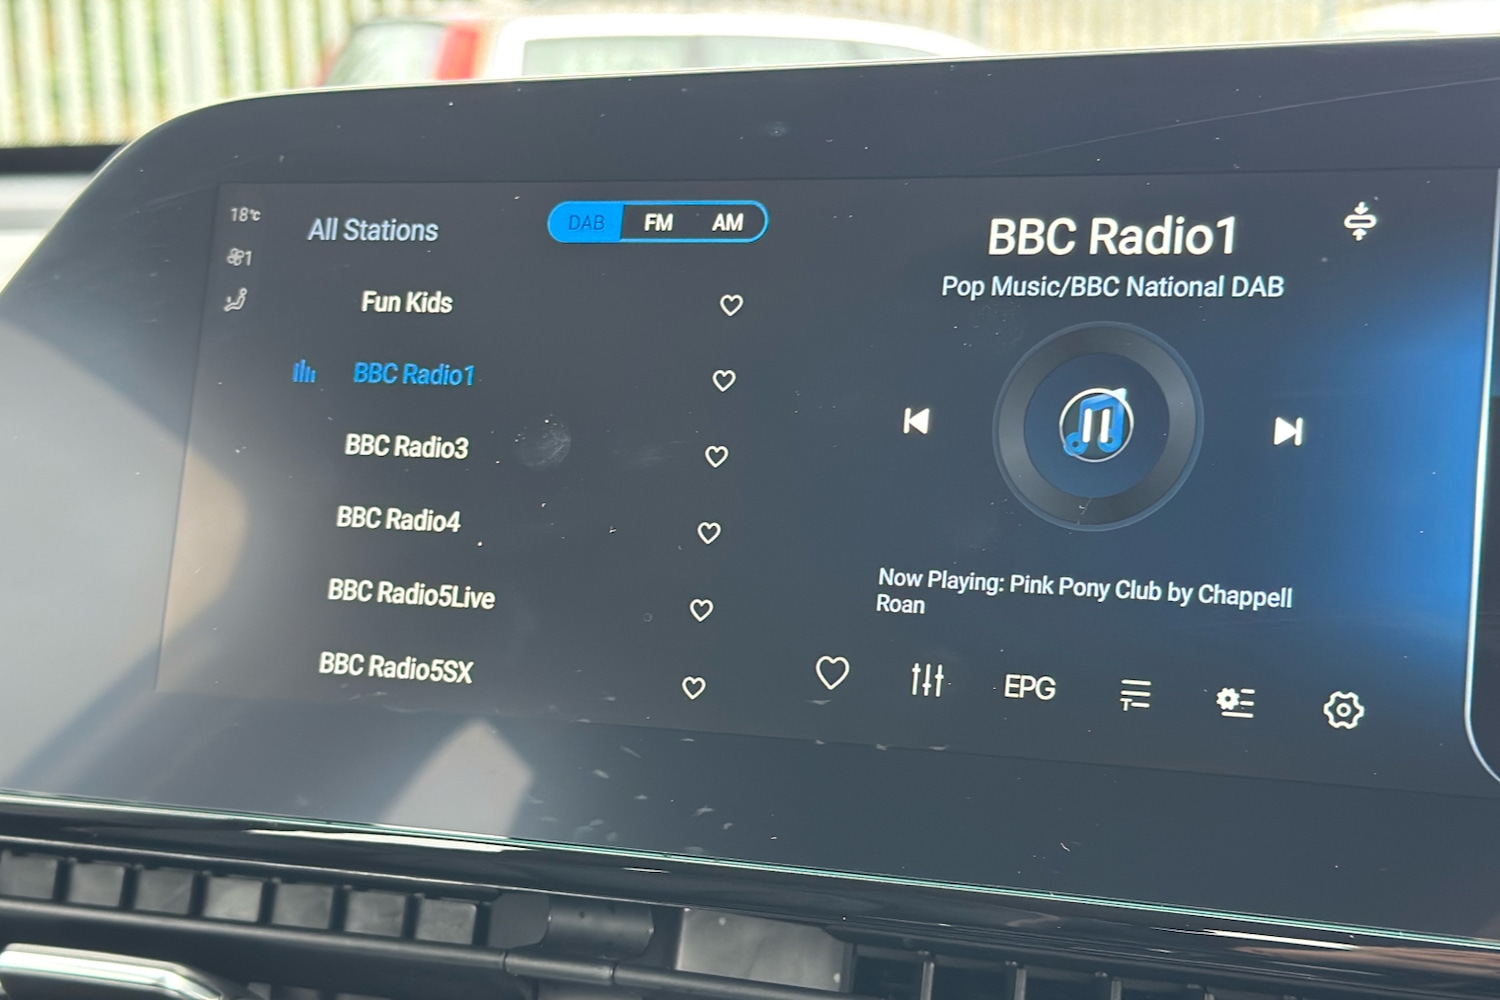 18°c
1
All Stations
DAB FM AM
Fun Kids
BBC Radio1
BBC Radio3
BBC Radio4
BBC Radio5Live
BBC Radio5SX
BBC Radio1
Pop Music/BBC National DAB
Now Playing: Pink Pony Club by Chappell
Roan
EPG